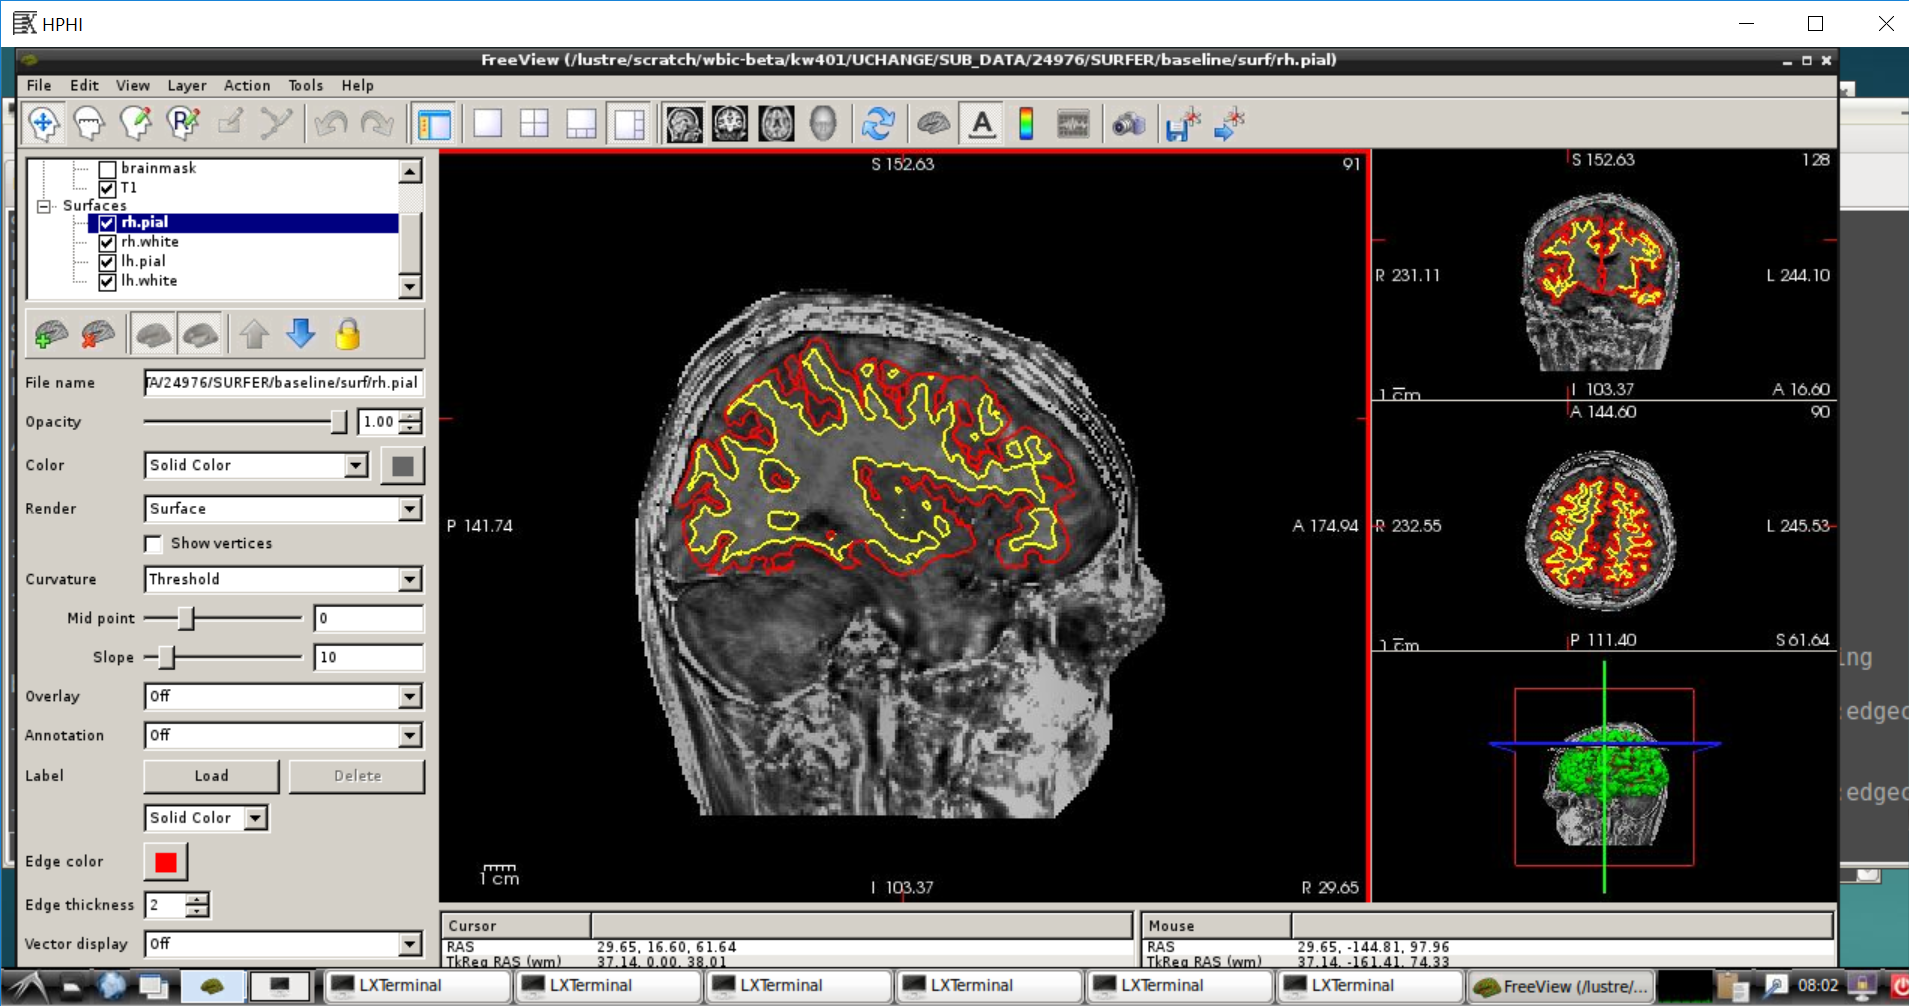 HPHI
FreeView (/lustre/scratch/wbic-beta/kw401/UCHANGE/SUB_DATA/24976/SURFER/baseline/surf/rh.pial)
File Edit View Layer Action Tools Help
brainmask
T1
Surfaces
rh.pial
rh.white
lh.pial
lh.white
File name TA/24976/SURFER/baseline/surf/rh.pial
Opacity 1.00
Color Solid Color
Render Surface
Show vertices
Curvature Threshold
Mid point 0
Slope 10
Overlay Off
Annotation Off
Label Load Delete
Solid Color
Edge color
Edge thickness 2
Vector display Off
S 152.63
91
P 141.74
A 174.94
1 cm
I 103.37
R 29.65
S 152.63
128
R 231.11
L 244.10
1 cm
I 103.37
A 16.60
A 144.60
90
R 232.55
L 245.53
1 cm
P 111.40
S 61.64
ing
:edgec
:edgec
Cursor
RAS 29.65, 16.60, 61.64
TkReg RAS (wm) 37.14, 0.00, 38.01
Mouse
RAS 29.65, -144.81, 97.96
TkReg RAS (wm) 37.14, -161.41, 74.33
LXTerminal
LXTerminal
LXTerminal
LXTerminal
LXTerminal
LXTerminal
FreeView (/lustre/...
08:02